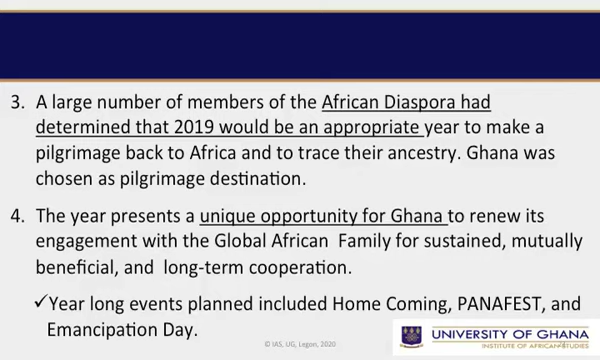 3. A large number of members of the African Diaspora had
determined that 2019 would be an appropriate year to make a
pilgrimage back to Africa and to trace their ancestry. Ghana was
chosen as pilgrimage destination.
4. The year presents a unique opportunity for Ghana to renew its
engagement with the Global African Family for sustained, mutually
beneficial, and long-term cooperation.
✓Year long events planned included Home Coming, PANAFEST, and
Emancipation Day.
© IAS, UG, Legon, 2020
UNIVERSITY OF GHANA
INSTITUTE OF AFRICAN STUDIES